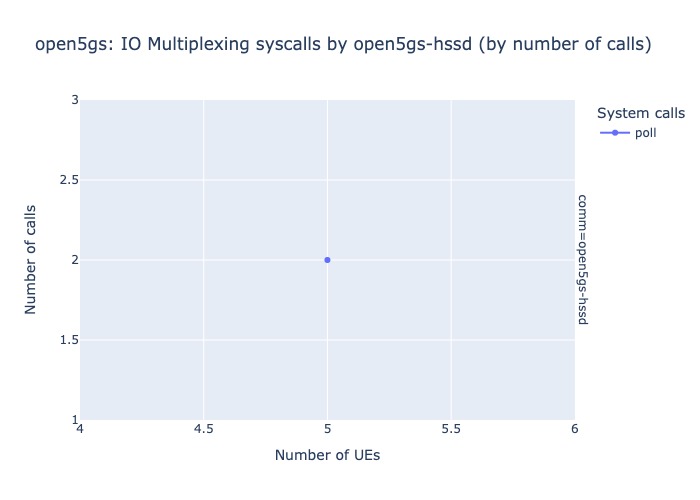 open5gs: IO Multiplexing syscalls by open5gs-hssd (by number of calls)
3
2.5
2
1.5
1
Number of calls
4
4.5
5
5.5
6
Number of UEs
comm=open5gs-hssd
System calls
poll